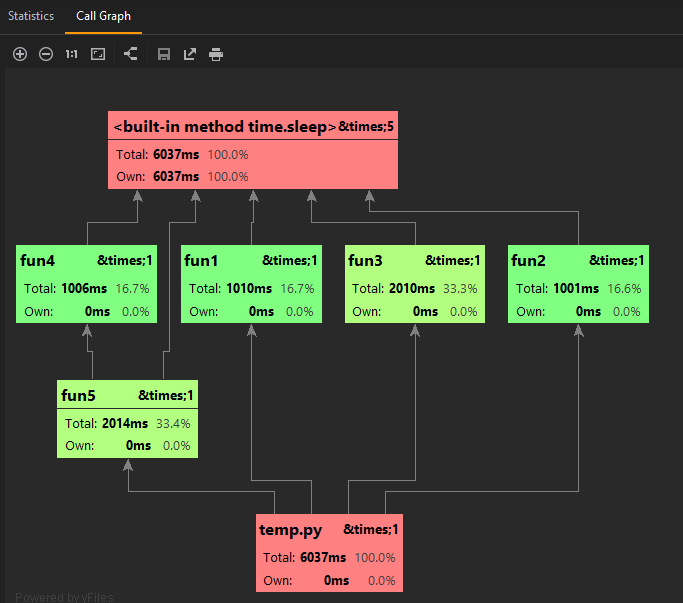 Statistics Call Graph
1:1
<built-in method time.sleep> &times;5
Total: 6037ms 100.0%
Own: 6037ms 100.0%
fun4 &times;1
Total: 1006ms 16.7%
Own: 0ms 0.0%
fun1 &times;1
Total: 1010ms 16.7%
Own: 0ms 0.0%
fun3 &times;1
Total: 2010ms 33.3%
Own: 0ms 0.0%
fun2 &times;1
Total: 1001ms 16.6%
Own: 0ms 0.0%
fun5 &times;1
Total: 2014ms 33.4%
Own: 0ms 0.0%
temp.py &times;1
Total: 6037ms 100.0%
Own: 0ms 0.0%
Powered by yFiles